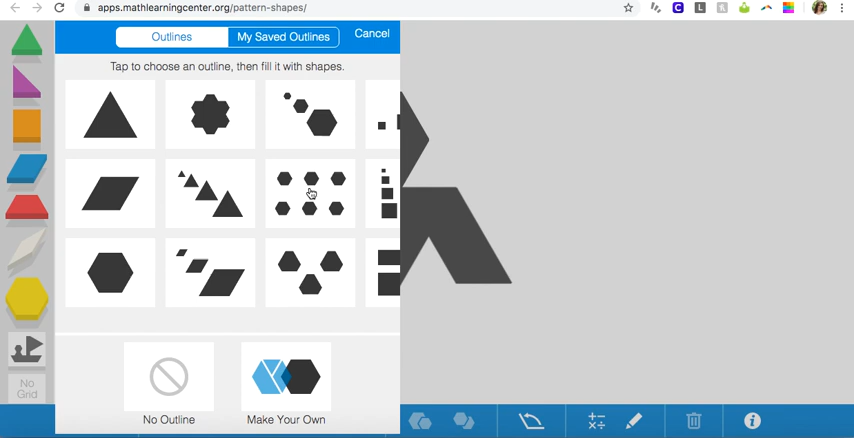 apps.mathlearningcenter.org/pattern-shapes/
C
L
h
Outlines
My Saved Outlines
Cancel
Tap to choose an outline, then fill it with shapes.
No Outline
Make Your Own
No
Grid